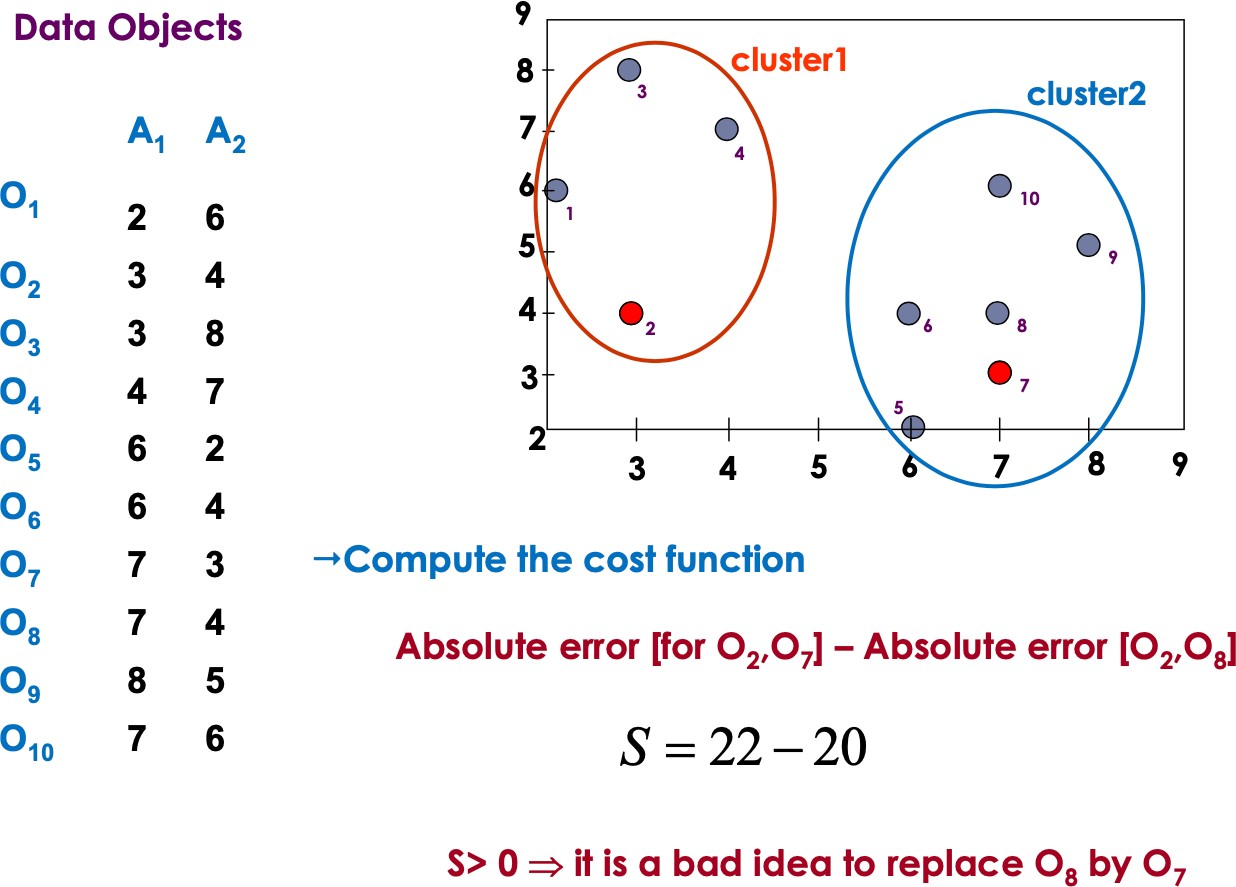 Data Objects
A1 A2
O1 2 6
O2 3 4
O3 3 8
O4 4 7
O5 6 2
O6 6 4
O7 7 3
O8 7 4
O9 8 5
O10 7 6
9
8
7
6
5
4
3
2
3 4 5 6 7 8 9
cluster1
cluster2
3
4
1
2
10
9
6
8
7
5
→Compute the cost function
Absolute error [for O2,O7] – Absolute error [O2,O8]
S = 22 – 20
S> 0 ⇒ it is a bad idea to replace O8 by O7